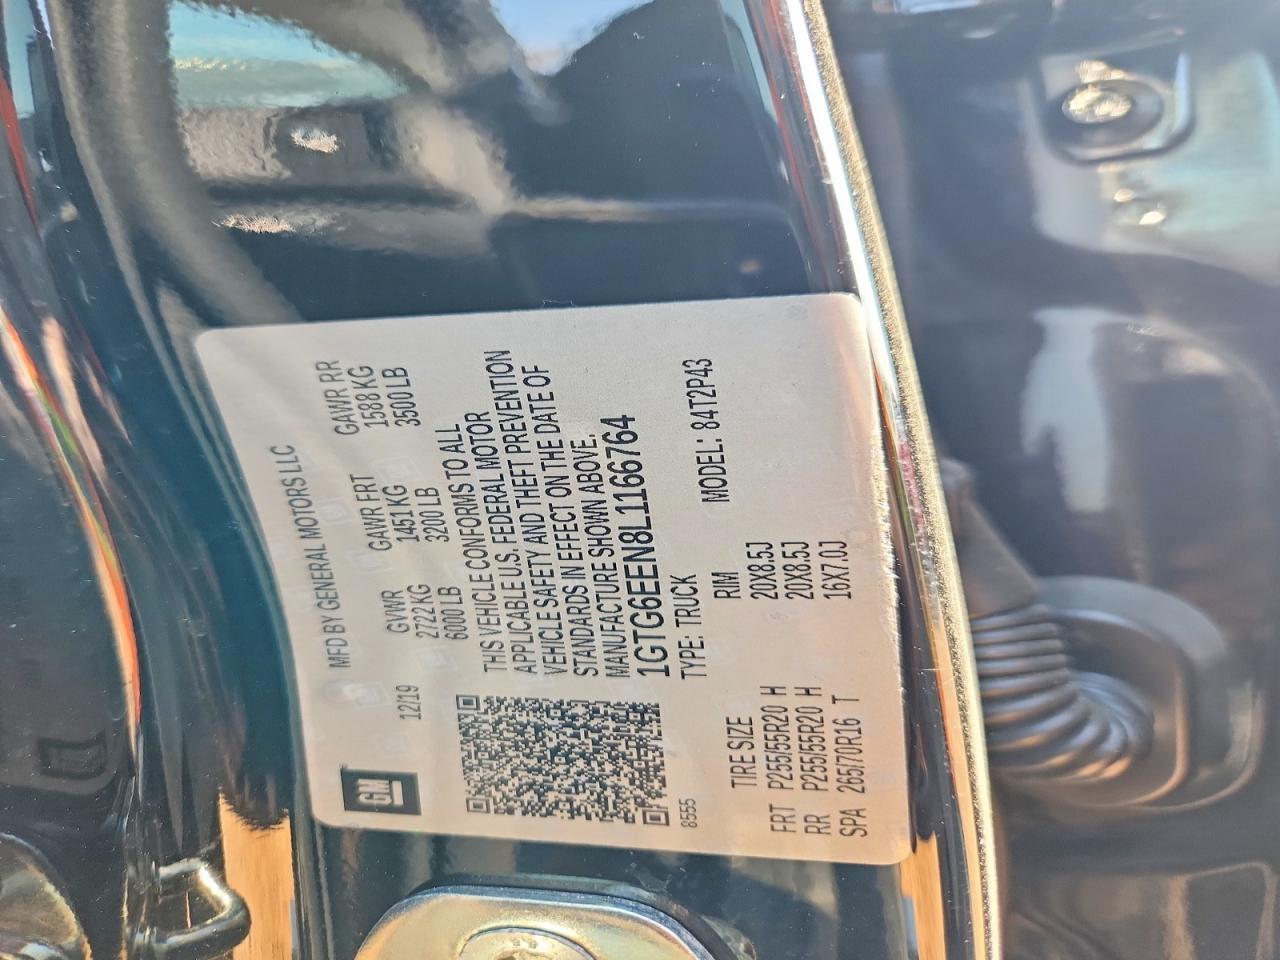 GM
MFD BY GENERAL MOTORS LLC
12/19 GVWR GAWR FRT GAWR RR
2722 KG 1451 KG 1588 KG
6000 LB 3200 LB 3500 LB
THIS VEHICLE CONFORMS TO ALL
APPLICABLE U.S. FEDERAL MOTOR
VEHICLE SAFETY AND THEFT PREVENTION
STANDARDS IN EFFECT ON THE DATE OF
MANUFACTURE SHOWN ABOVE.
1GTG6EEN8L1166764
8555 TYPE: TRUCK MODEL: 84T2P43
TIRE SIZE RM
FRT P255/55R20 H 20X8.5J
RR P255/55R20 H 20X8.5J
SPA 265/70R16 T 16X7.0J